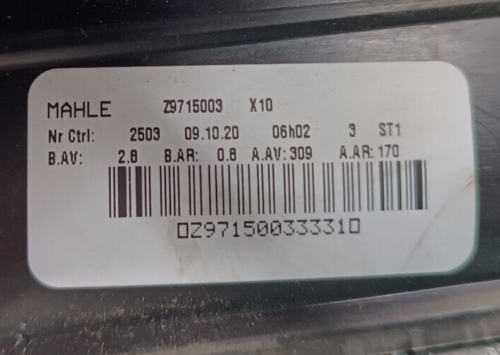 MAHLE Z9715003 X10
Nr Ctrl: 2503 09.10.20 06h02 3 ST1
B.AV: 2.8 B.AR: 0.8 A.AV: 309 A.AR: 170
▯Z97150033331▯